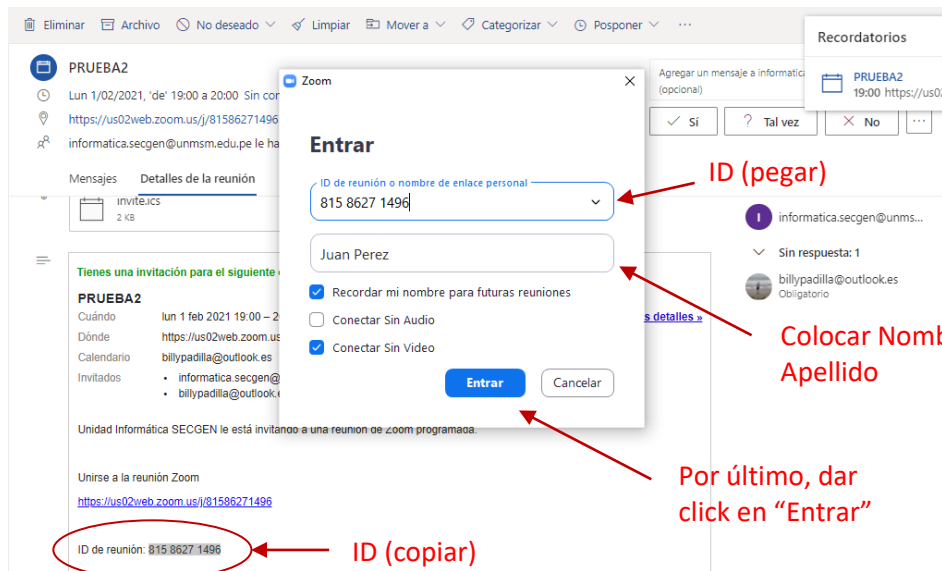 Eliminar Archivo No deseado Limpiar Mover a Categorizar Posponer ...
Recordatorios
PRUEBA2
19:00 https://us02
PRUEBA2
Lun 1/02/2021, 'de' 19:00 a 20:00 Sin
https://us02web.zoom.us/j/81586271496
informatica.secgen@unmsm.edu.pe le ha
Agregar un mensaje a informatic
(opcional)
Sí ? Tal vez No ...
Mensajes Detalles de la reunión
invite.ics
2 KB
Zoom
Entrar
ID de reunión o nombre de enlace personal
815 8627 1496
Juan Perez
Recordar mi nombre para futuras reuniones
Conectar Sin Audio
Conectar Sin Video
Entrar Cancelar
ID (pegar)
I informatica.secgen@unms...
Sin respuesta: 1
billypadilla@outlook.es
Obligatorio
Colocar Nomb
Apellido
Tienes una invitación para el siguiente
PRUEBA2
Cuándo lun 1 feb 2021 19:00 –
s detalles »
Dónde https://us02web.zoom.us
Calendario billypadilla@outlook.es
Invitados • informatica.secgen@
• billypadilla@outlook.
Unidad Informática SECGEN le está invitando a una reunión de Zoom programada.
Por último, dar
click en “Entrar”
Unirse a la reunión Zoom
https://us02web.zoom.us/j/81586271496
ID de reunión: 815 8627 1496
ID (copiar)